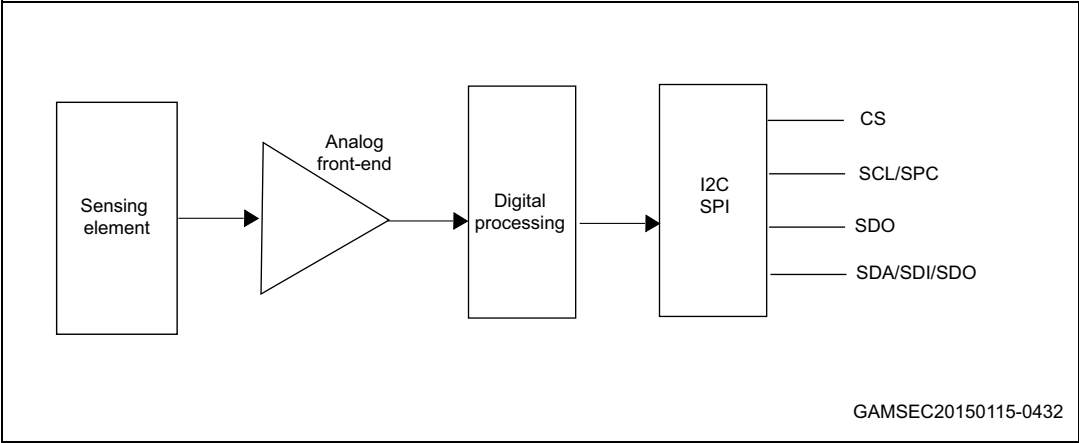 Sensing
element
Analog
front-end
Digital
processing
I2C
SPI
CS
SCL/SPC
SDO
SDA/SDI/SDO
GAMSEC20150115-0432